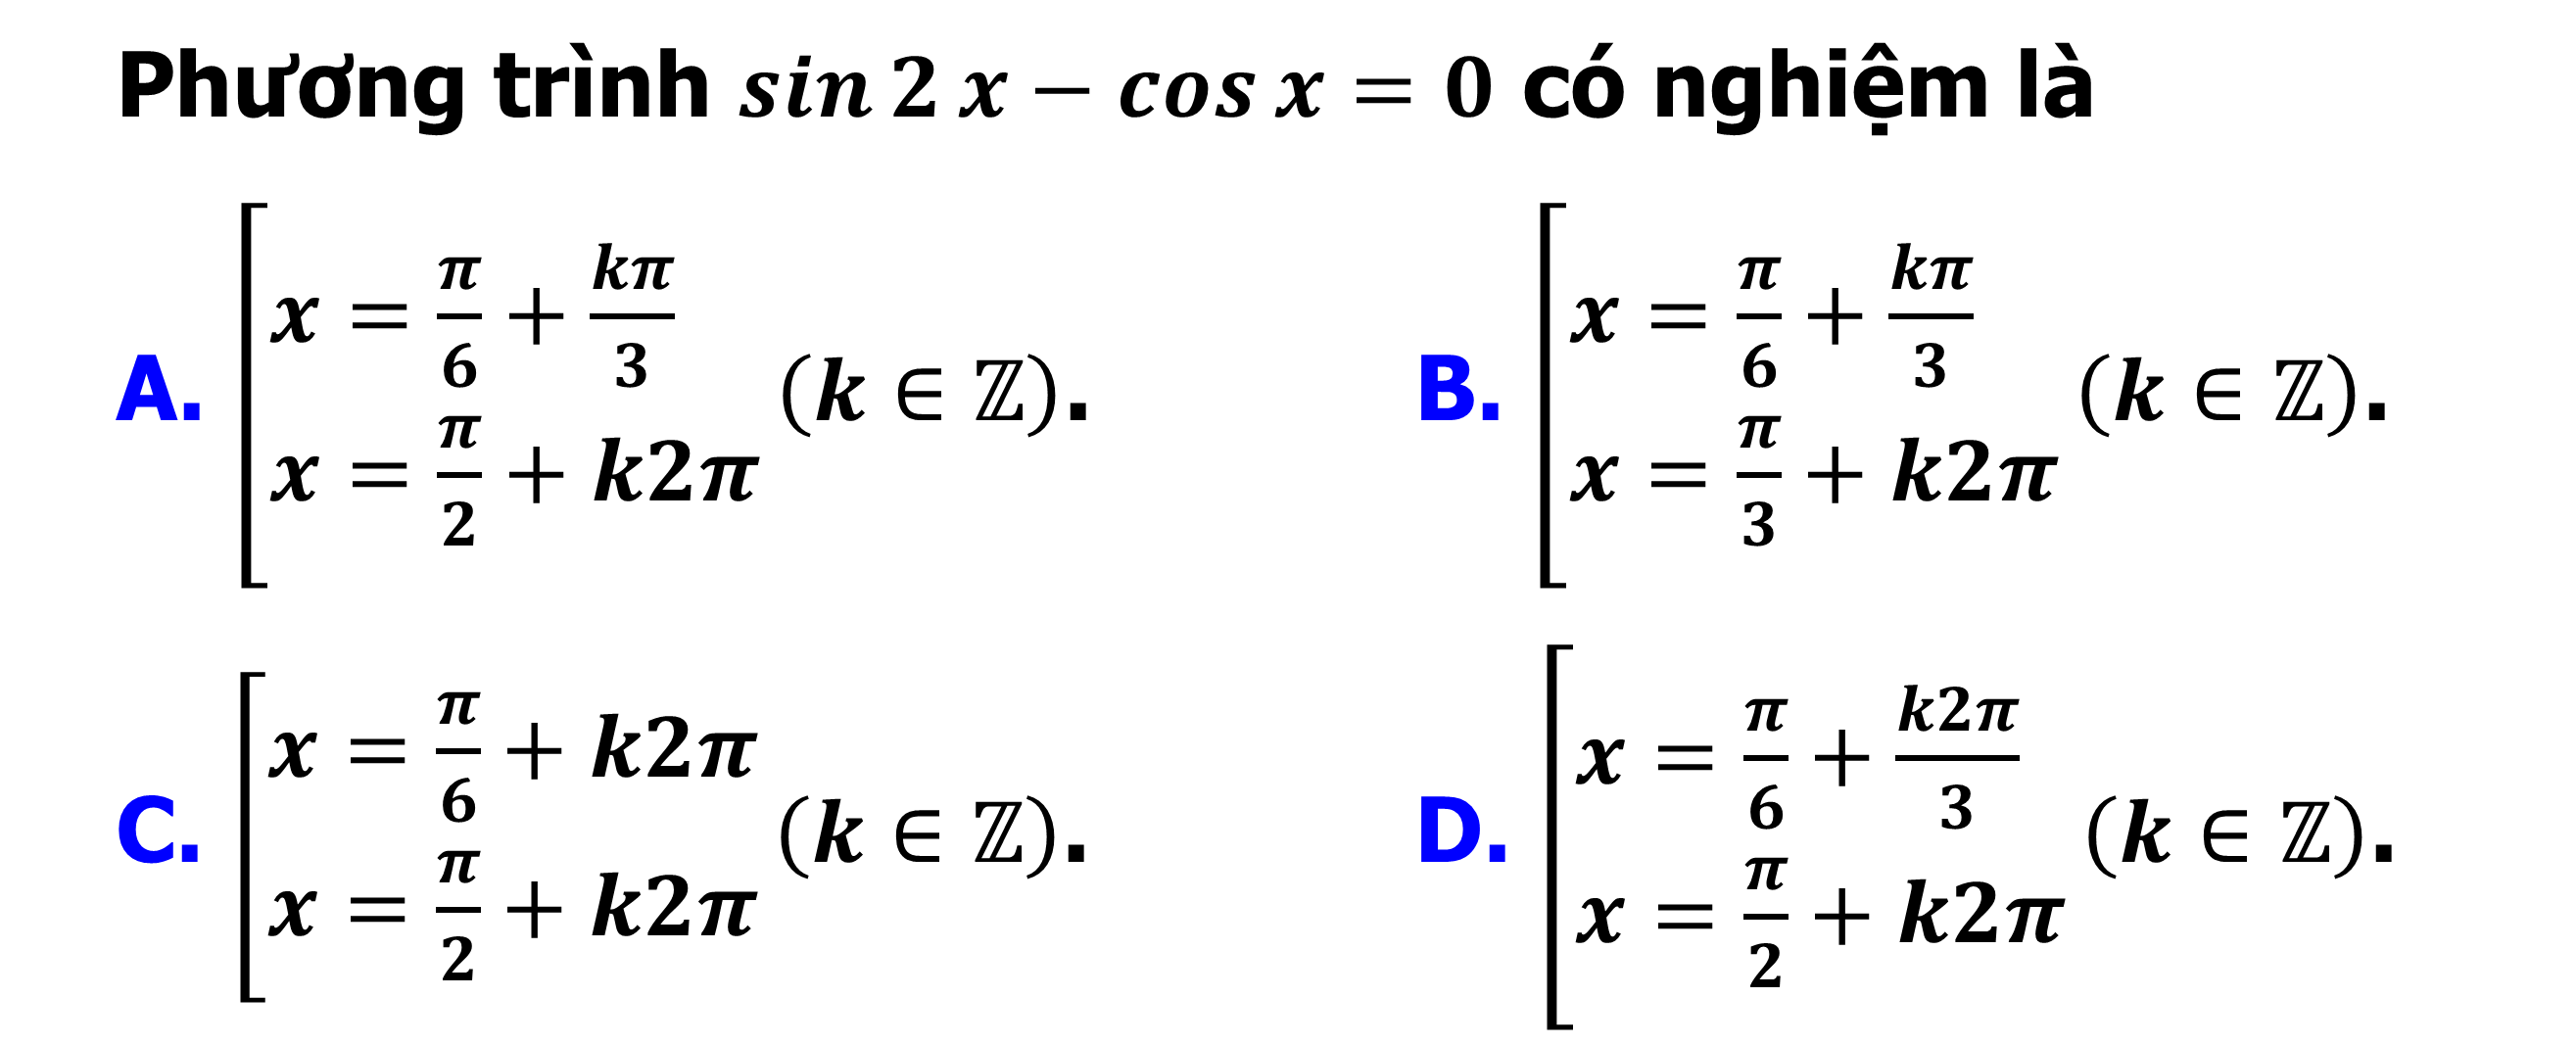 Phương trình sin 2 x − cos x = 0 có nghiệm là
A. [x = π/6 + kπ/3; x = π/2 + k2π (k ∈ ℤ).
B. [x = π/6 + kπ/3; x = π/3 + k2π (k ∈ ℤ).
C. [x = π/6 + k2π; x = π/2 + k2π (k ∈ ℤ).
D. [x = π/6 + k2π/3; x = π/2 + k2π (k ∈ ℤ).